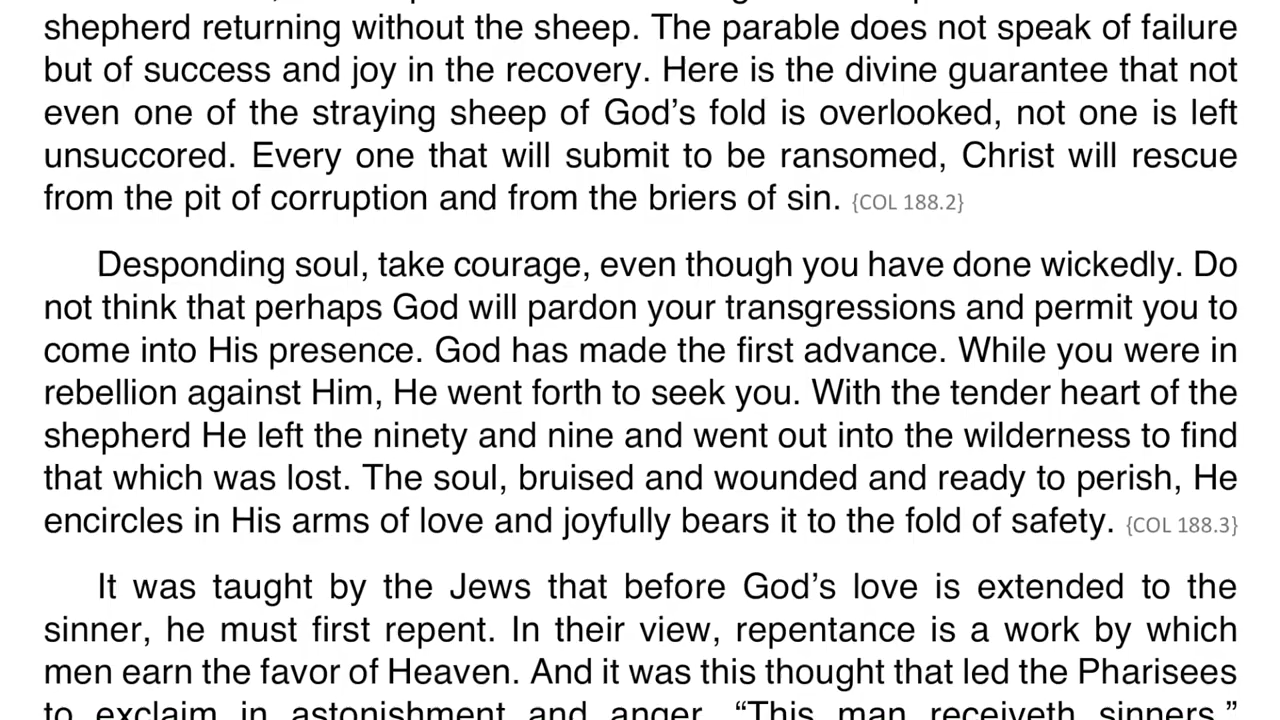 shepherd returning without the sheep. The parable does not speak of failure
but of success and joy in the recovery. Here is the divine guarantee that not
even one of the straying sheep of God’s fold is overlooked, not one is left
unsuccored. Every one that will submit to be ransomed, Christ will rescue
from the pit of corruption and from the briers of sin. {COL 188.2}
Desponding soul, take courage, even though you have done wickedly. Do
not think that perhaps God will pardon your transgressions and permit you to
come into His presence. God has made the first advance. While you were in
rebellion against Him, He went forth to seek you. With the tender heart of the
shepherd He left the ninety and nine and went out into the wilderness to find
that which was lost. The soul, bruised and wounded and ready to perish, He
encircles in His arms of love and joyfully bears it to the fold of safety. {COL 188.3}
It was taught by the Jews that before God’s love is extended to the
sinner, he must first repent. In their view, repentance is a work by which
men earn the favor of Heaven. And it was this thought that led the Pharisees
to exclaim in astonishment and anger, “This man receiveth sinners.”